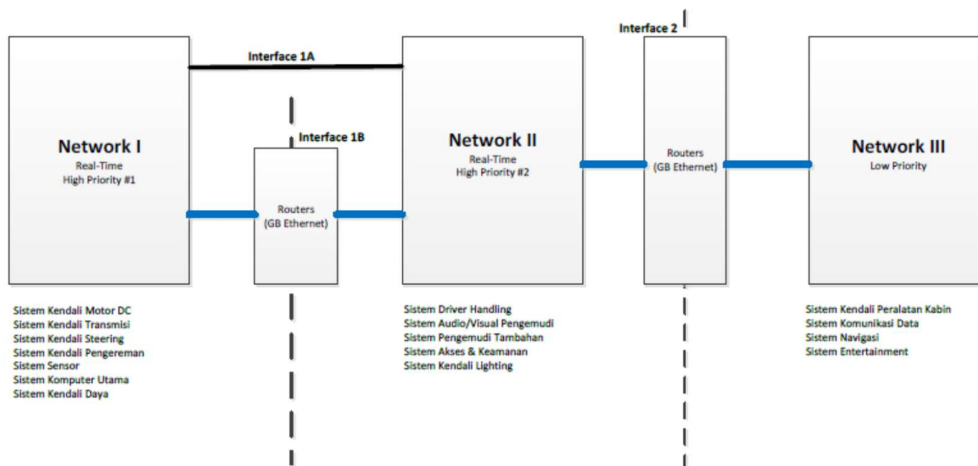 Interface 2
Interface 1A
Interface 1B
Network I
Real-Time
High Priority #1
Routers
(GB Ethernet)
Network II
Real-Time
High Priority #2
Routers
(GB Ethernet)
Network III
Low Priority
Sistem Kendali Motor DC
Sistem Kendali Transmisi
Sistem Kendali Steering
Sistem Kendali Pengereman
Sistem Sensor
Sistem Komputer Utama
Sistem Kendali Daya
Sistem Driver Handling
Sistem Audio/Visual Pengemudi
Sistem Pengemudi Tambahan
Sistem Akses & Keamanan
Sistem Kendali Lighting
Sistem Kendali Peralatan Kabin
Sistem Komunikasi Data
Sistem Navigasi
Sistem Entertainment